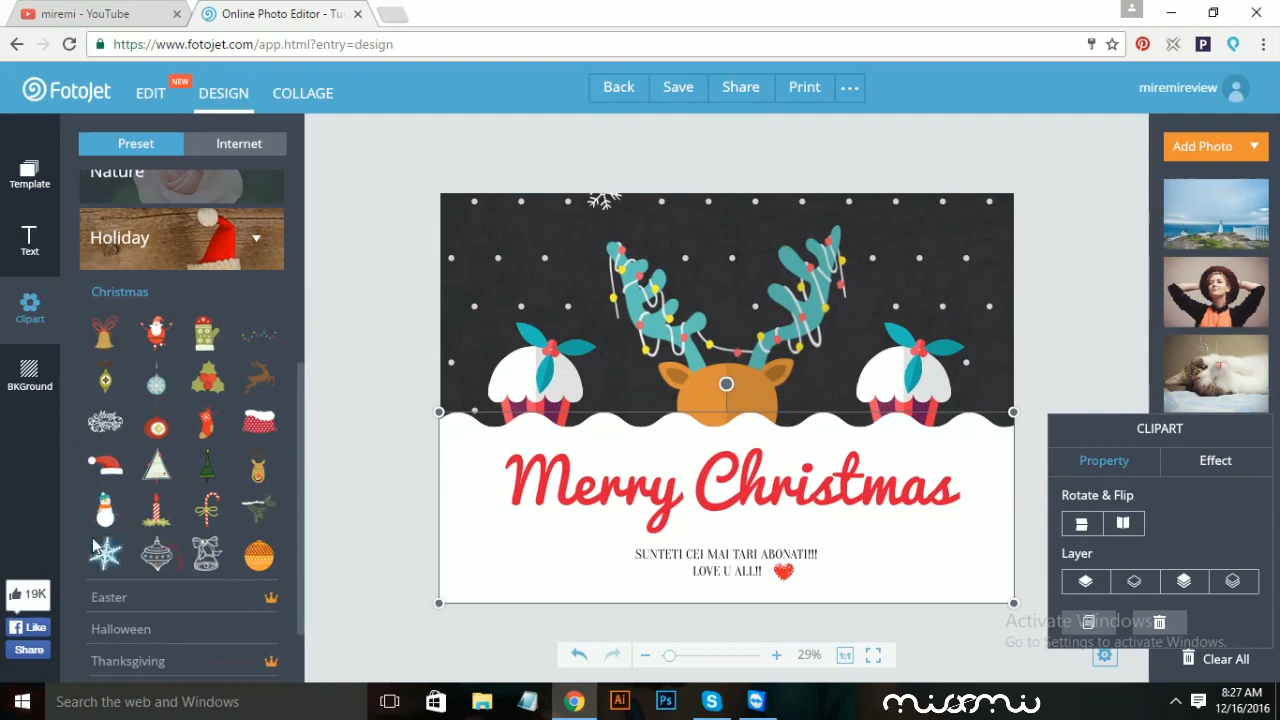 miremi - YouTube
Online Photo Editor - Tu
https://www.fotojet.com/app.html?entry=design
FotoJet
EDIT
NEW
DESIGN
COLLAGE
Back
Save
Share
Print
miremireview
Preset
Internet
Add Photo
Template
Text
Clipart
BKGround
Nature
Holiday
Christmas
Easter
Halloween
Thanksgiving
Merry Christmas
SUNTETI CEI MAI TARI ABONATI!!!
LOVE U ALL!!
CLIPART
Property
Effect
Rotate & Flip
Layer
Activate Windows
Go to Settings to activate Windows.
19K
Like
Share
29%
1:1
Clear All
Search the web and Windows
miremi
8:27 AM
12/16/2016